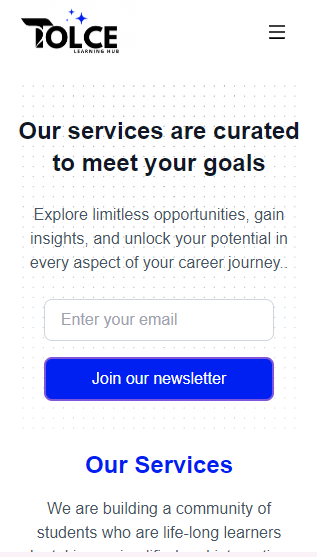 TOLCE
LEARNING HUB
Our services are curated
to meet your goals
Explore limitless opportunities, gain
insights, and unlock your potential in
every aspect of your career journey..
Enter your email
Join our newsletter
Our Services
We are building a community of
students who are life-long learners